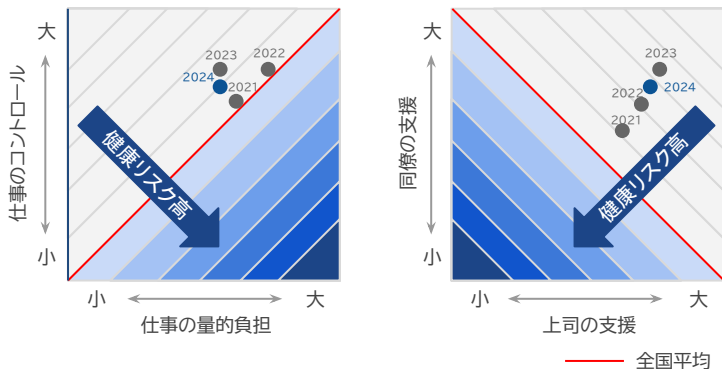 大
仕事のコントロール
小
2023
2022
2024
2021
健康リスク高
小
大
仕事の量的負担
大
同僚の支援
小
2023
2024
2022
2021
健康リスク高
小
大
上司の支援
全国平均